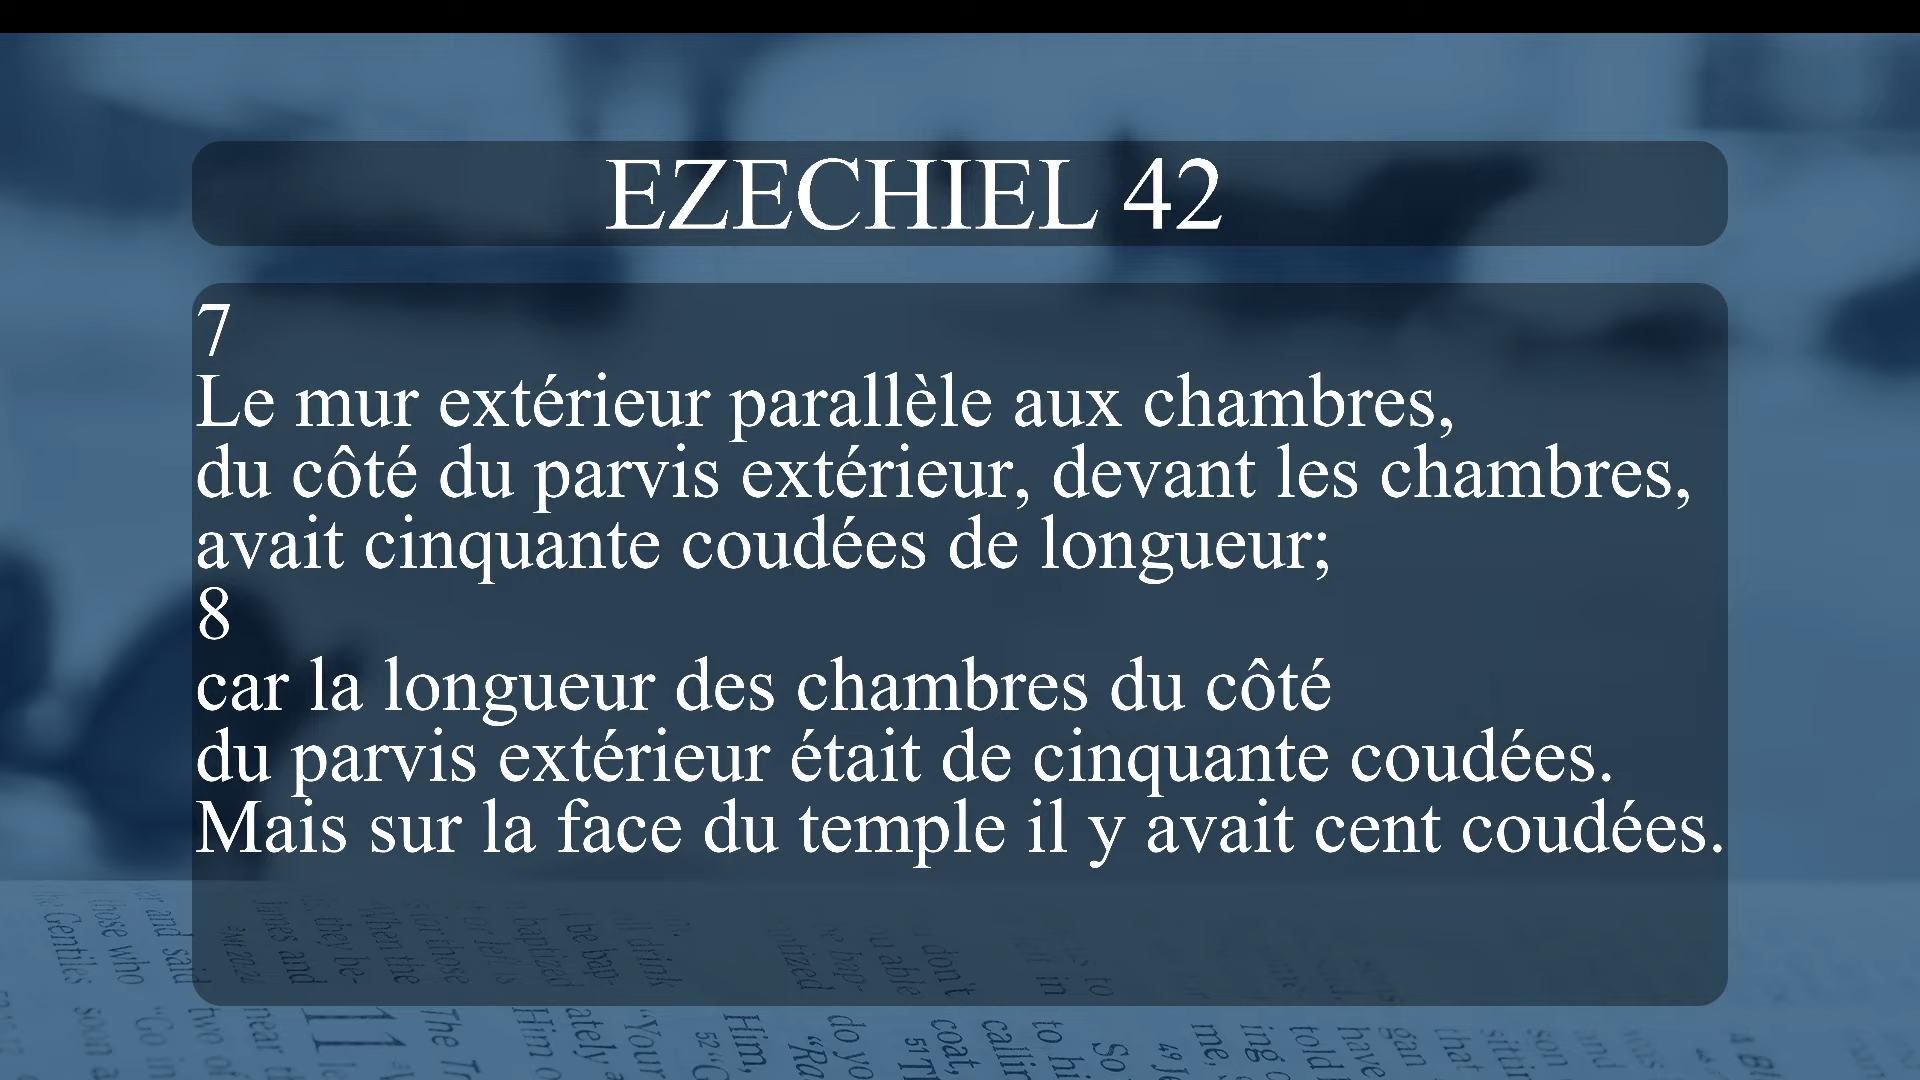 EZECHIEL 42
7
Le mur extérieur parallèle aux chambres,
du côté du parvis extérieur, devant les chambres,
avait cinquante coudées de longueur;
8
car la longueur des chambres du côté
du parvis extérieur était de cinquante coudées.
Mais sur la face du temple il y avait cent coudées.